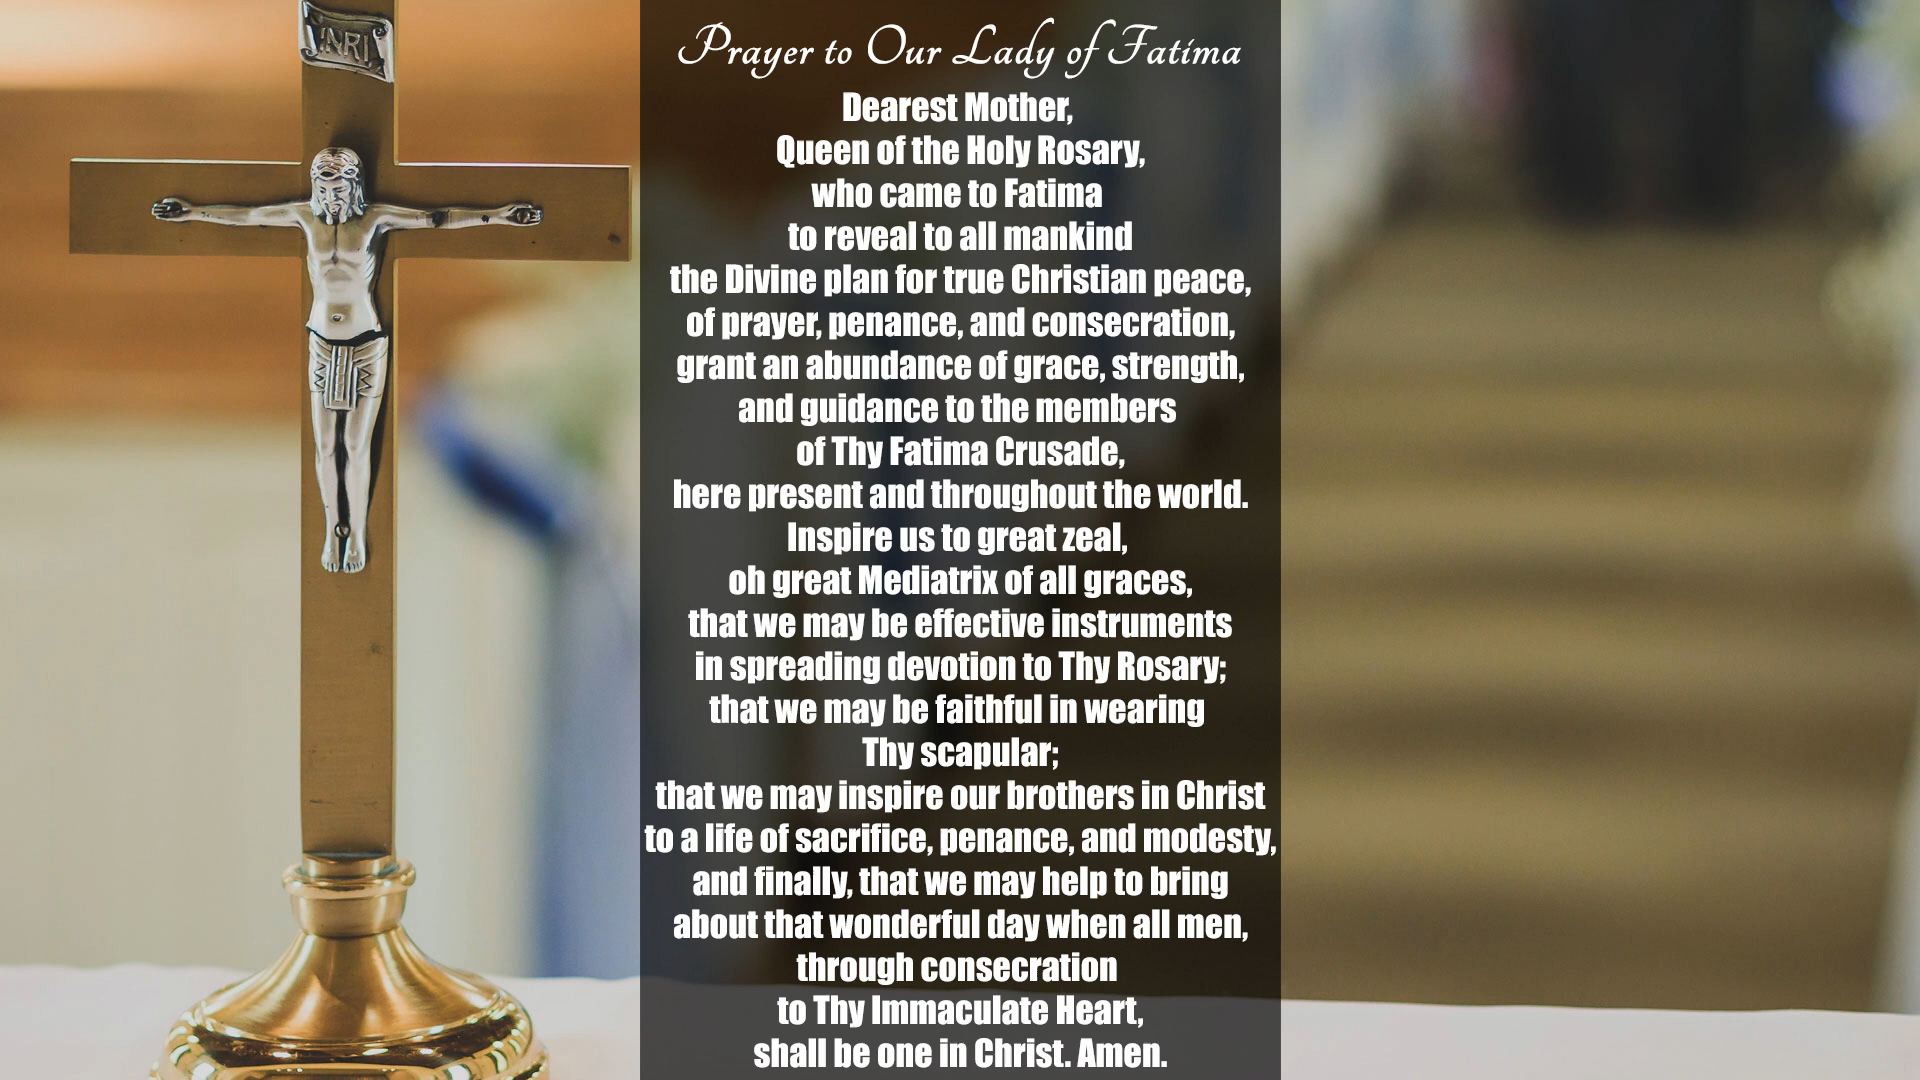 INRI
Prayer to Our Lady of Fatima
Dearest Mother,
Queen of the Holy Rosary,
who came to Fatima
to reveal to all mankind
the Divine plan for true Christian peace,
of prayer, penance, and consecration,
grant an abundance of grace, strength,
and guidance to the members
of Thy Fatima Crusade,
here present and throughout the world.
Inspire us to great zeal,
oh great Mediatrix of all graces,
that we may be effective instruments
in spreading devotion to Thy Rosary;
that we may be faithful in wearing
Thy scapular;
that we may inspire our brothers in Christ
to a life of sacrifice, penance, and modesty,
and finally, that we may help to bring
about that wonderful day when all men,
through consecration
to Thy Immaculate Heart,
shall be one in Christ. Amen.